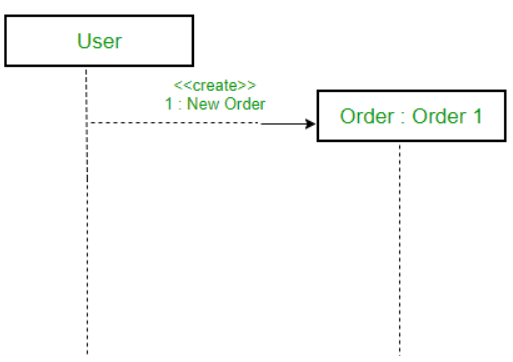 User
<<create>>
1 : New Order
Order : Order 1